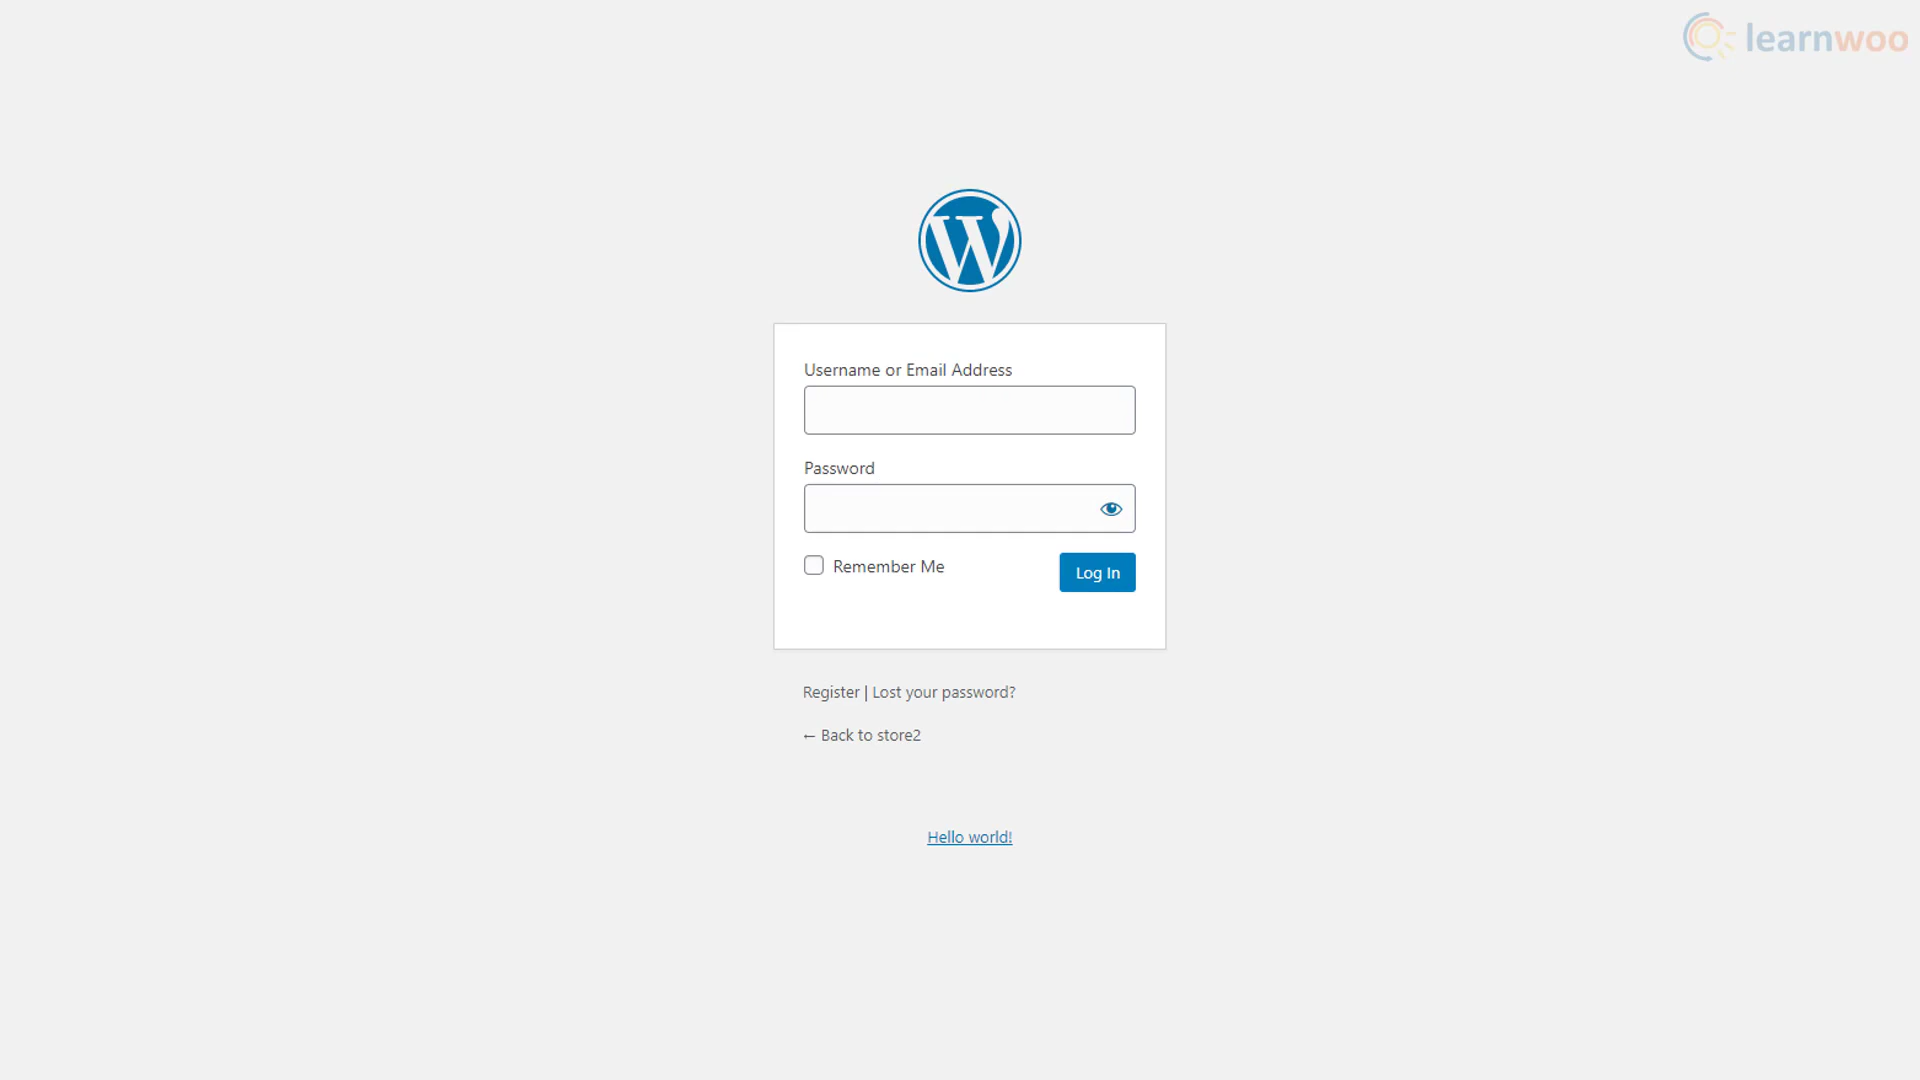 learnwoo
Username or Email Address
Password
Remember Me
Log In
Register | Lost your password?
← Back to store2
Hello world!